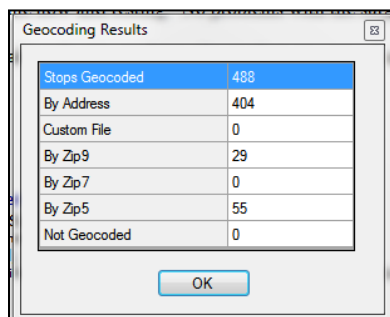 Geocoding Results
Stops Geocoded 488
By Address 404
Custom File 0
By Zip9 29
By Zip7 0
By Zip5 55
Not Geocoded 0
OK